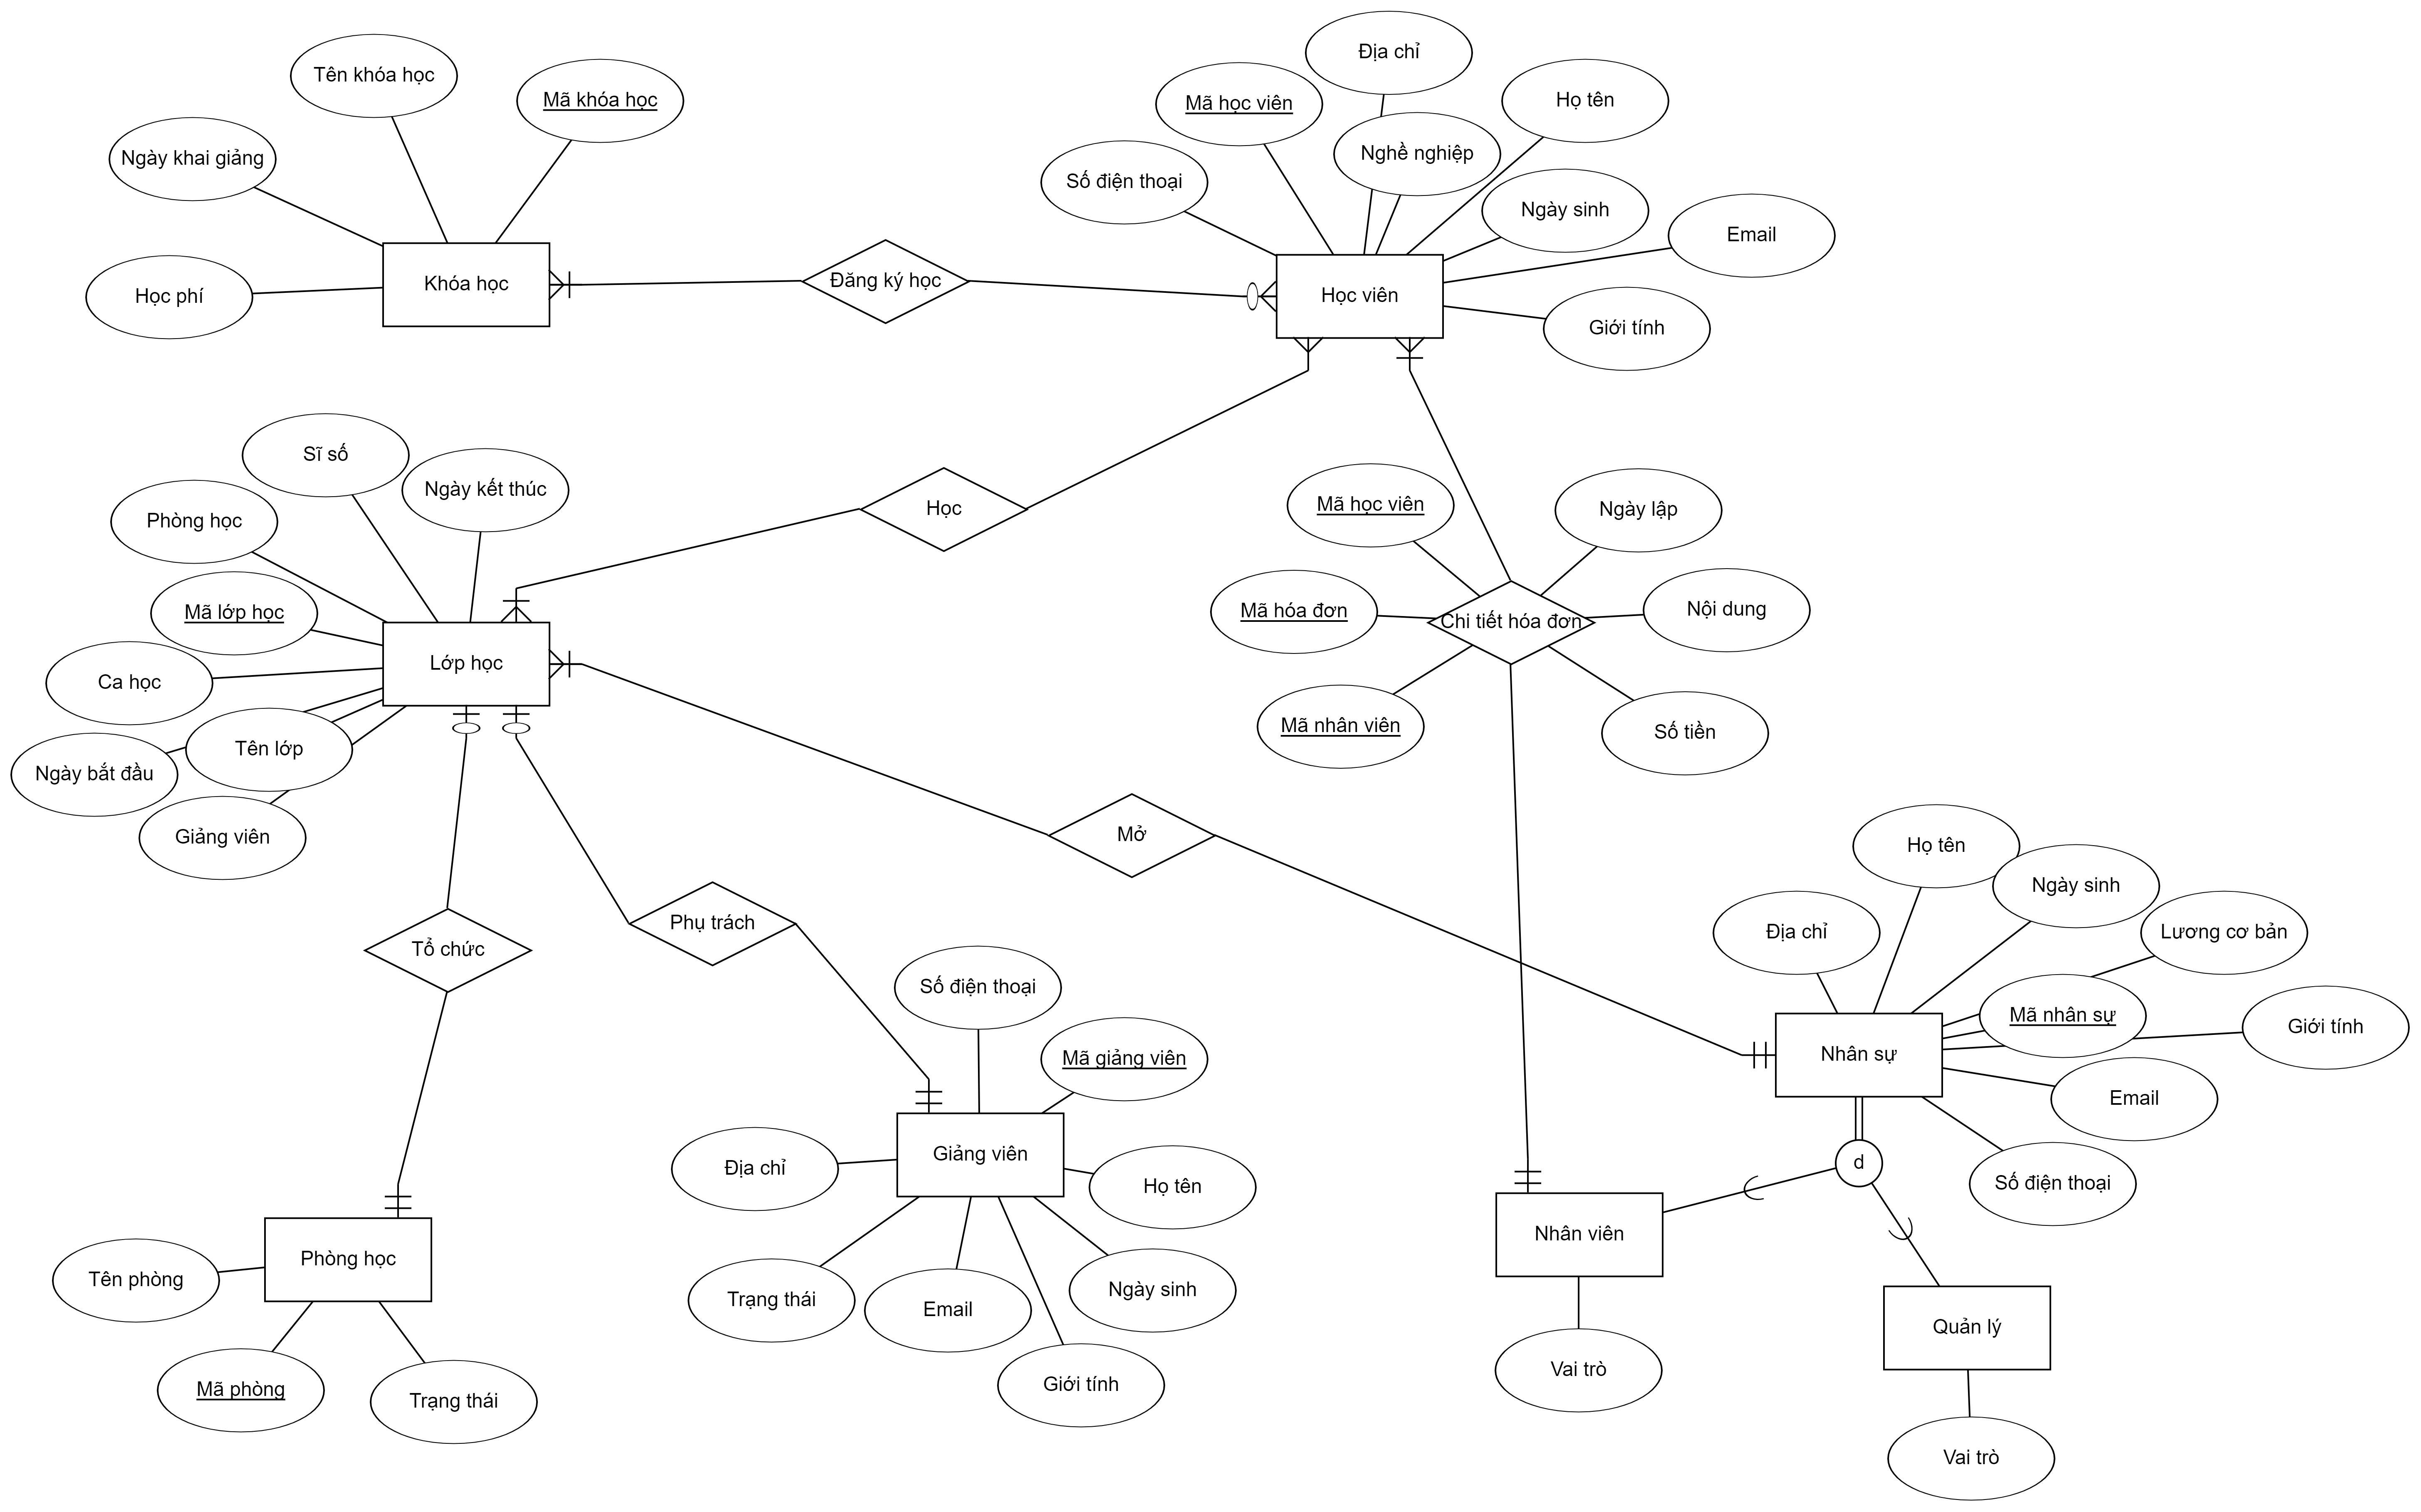 Tên khóa học
Mã khóa học
Ngày khai giảng
Học phí
Khóa học
Đăng ký học
Địa chỉ
Mã học viên
Họ tên
Nghề nghiệp
Số điện thoại
Ngày sinh
Email
Học viên
Giới tính
Sĩ số
Ngày kết thúc
Phòng học
Mã lớp học
Ca học
Lớp học
Tên lớp
Ngày bắt đầu
Giảng viên
Học
Mã học viên
Ngày lập
Mã hóa đơn
Nội dung
Chi tiết hóa đơn
Mã nhân viên
Số tiền
Mở
Phụ trách
Tổ chức
Họ tên
Ngày sinh
Địa chỉ
Lương cơ bản
Mã nhân sự
Giới tính
Nhân sự
Email
Số điện thoại
d
Số điện thoại
Mã giảng viên
Giảng viên
Địa chỉ
Họ tên
Trạng thái
Email
Ngày sinh
Giới tính
Phòng học
Tên phòng
Mã phòng
Trạng thái
Nhân viên
Vai trò
Quản lý
Vai trò